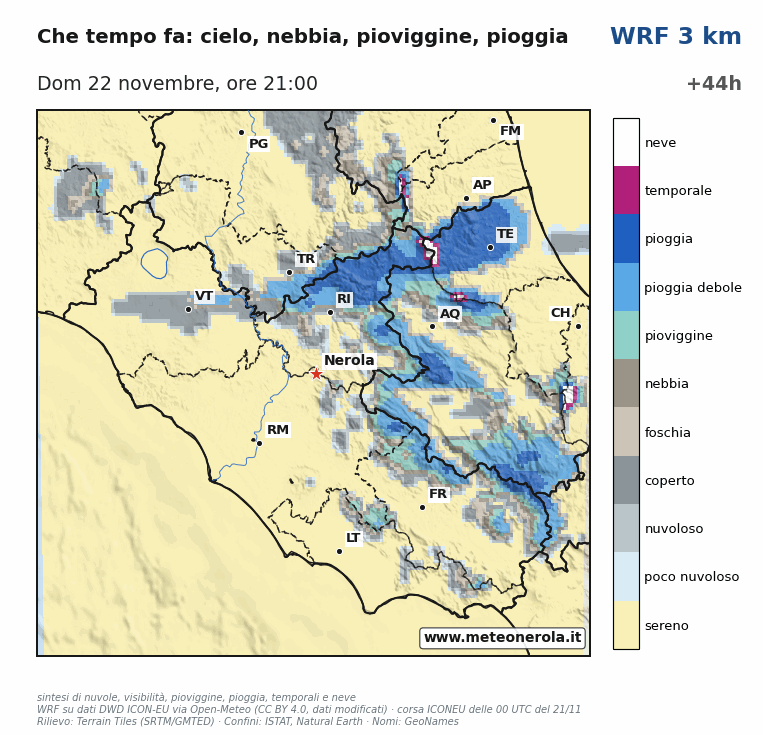 Che tempo fa: cielo, nebbia, pioviggine, pioggia
WRF 3 km
Dom 22 novembre, ore 21:00
+44h
FM
PG
AP
TE
TR
VT
RI
AQ
CH
Nerola
RM
FR
LT
www.meteonerola.it
neve
temporale
pioggia
pioggia debole
pioviggine
nebbia
foschia
coperto
nuvoloso
poco nuvoloso
sereno
sintesi di nuvole, visibilità, pioviggine, pioggia, temporali e neve
WRF su dati DWD ICON-EU via Open-Meteo (CC BY 4.0, dati modificati) · corsa ICONEU delle 00 UTC del 21/11
Rilievo: Terrain Tiles (SRTM/GMTED) · Confini: ISTAT, Natural Earth · Nomi: GeoNames